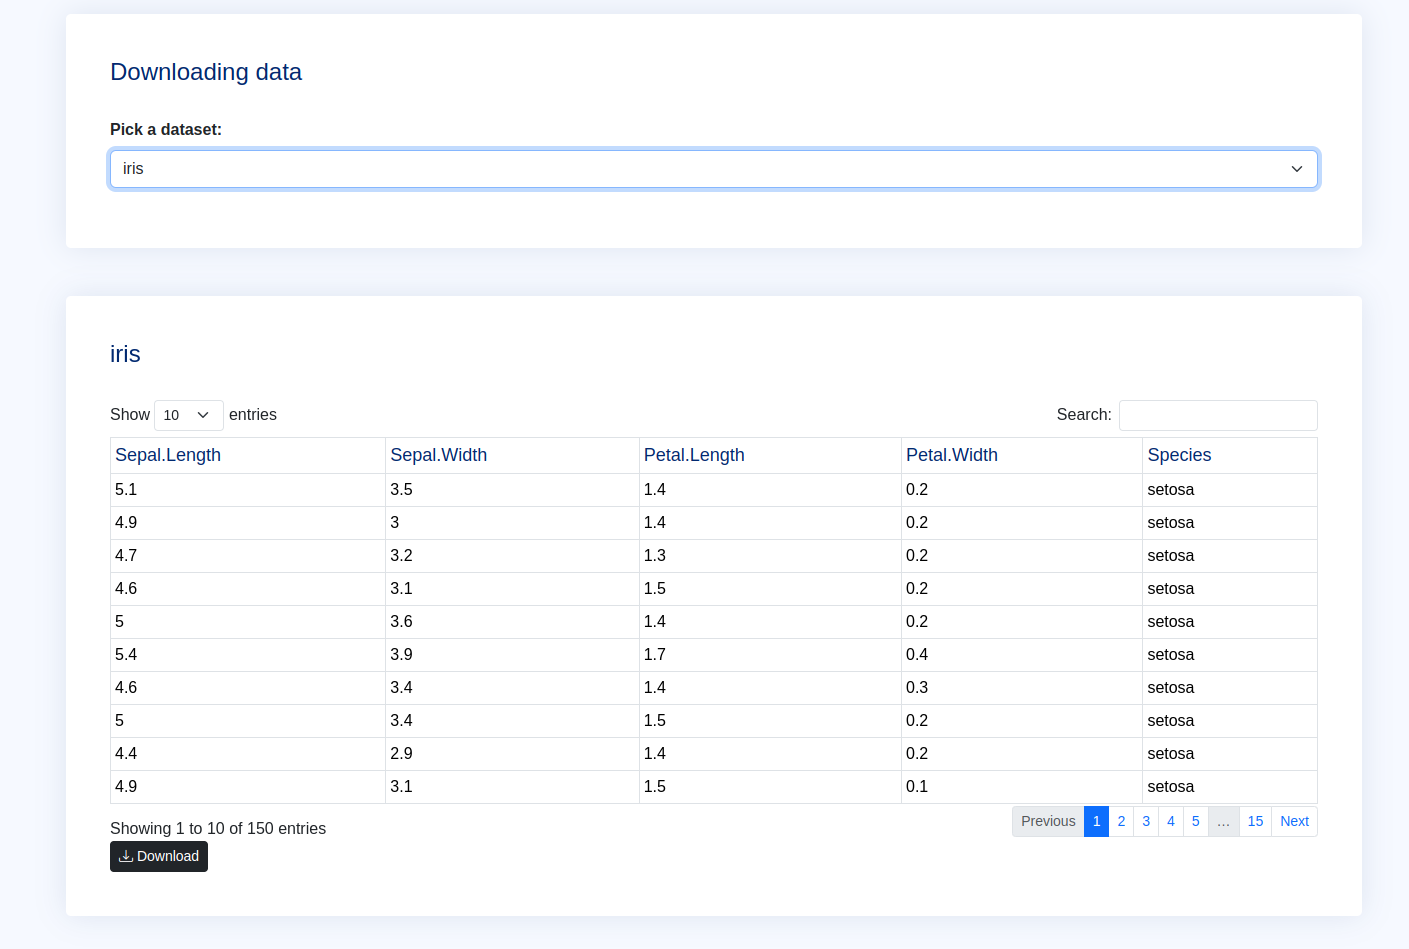 Downloading data
Pick a dataset:
iris
iris
Show 10 entries Search:
Sepal.Length Sepal.Width Petal.Length Petal.Width Species
5.1 3.5 1.4 0.2 setosa
4.9 3 1.4 0.2 setosa
4.7 3.2 1.3 0.2 setosa
4.6 3.1 1.5 0.2 setosa
5 3.6 1.4 0.2 setosa
5.4 3.9 1.7 0.4 setosa
4.6 3.4 1.4 0.3 setosa
5 3.4 1.5 0.2 setosa
4.4 2.9 1.4 0.2 setosa
4.9 3.1 1.5 0.1 setosa
Showing 1 to 10 of 150 entries Previous 1 2 3 4 5 … 15 Next
Download